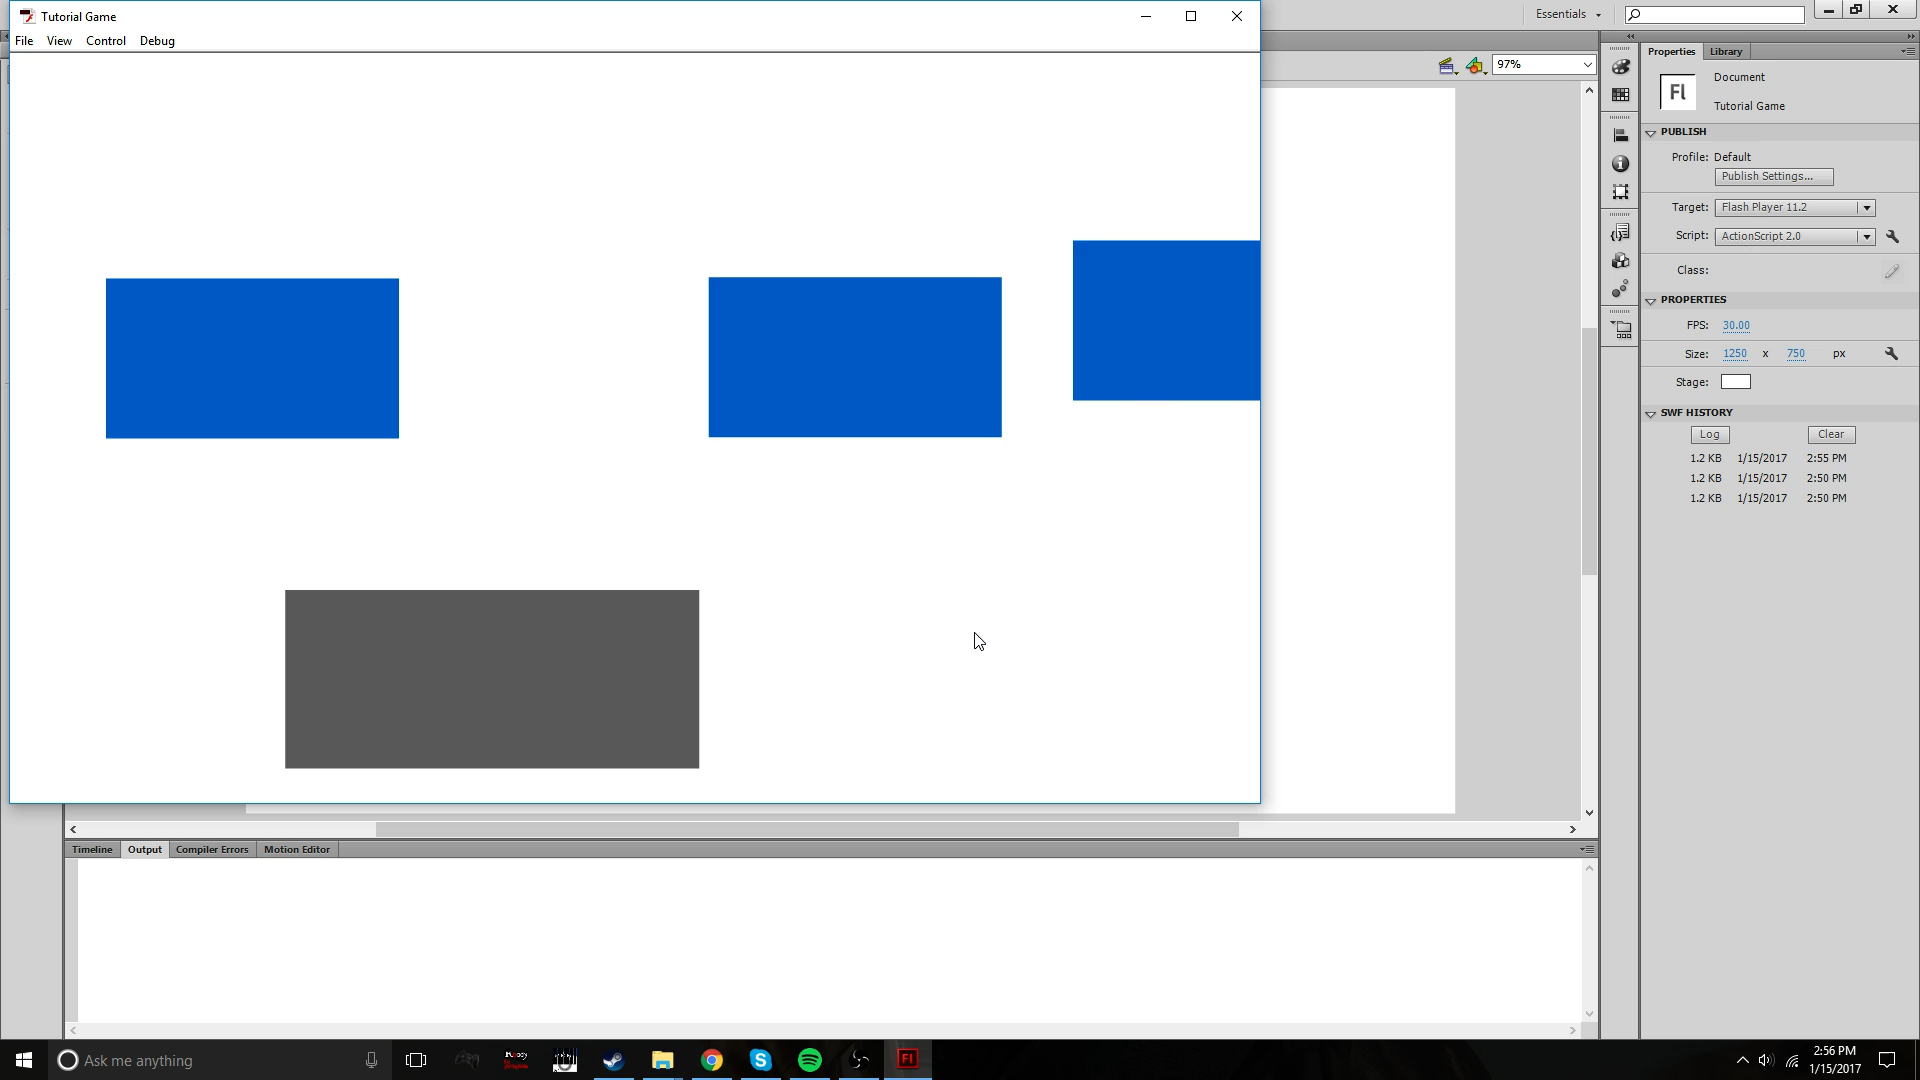 Tutorial Game
File View Control Debug
Essentials
97%
Properties Library
Fl
Document
Tutorial Game
PUBLISH
Profile: Default
Publish Settings...
Target: Flash Player 11.2
Script: ActionScript 2.0
Class:
PROPERTIES
FPS: 30.00
Size: 1250 x 750 px
Stage:
SWF HISTORY
Log Clear
1.2 KB 1/15/2017 2:55 PM
1.2 KB 1/15/2017 2:50 PM
1.2 KB 1/15/2017 2:50 PM
Timeline Output Compiler Errors Motion Editor
Ask me anything
Fl
2:56 PM
1/15/2017